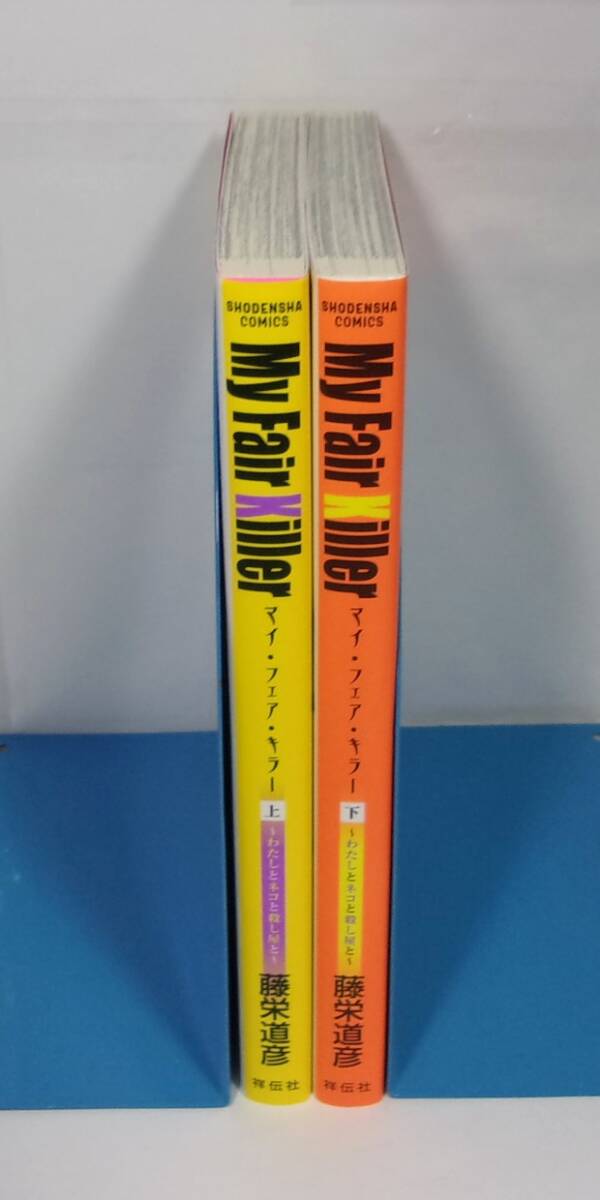 SHODENSHA
COMICS
My Fair Killer
マイ・フェア・キラー
上
～わたしとネコと殺し屋と～
藤栄道彦
祥伝社
SHODENSHA
COMICS
My Fair Killer
マイ・フェア・キラー
下
～わたしとネコと殺し屋と～
藤栄道彦
祥伝社